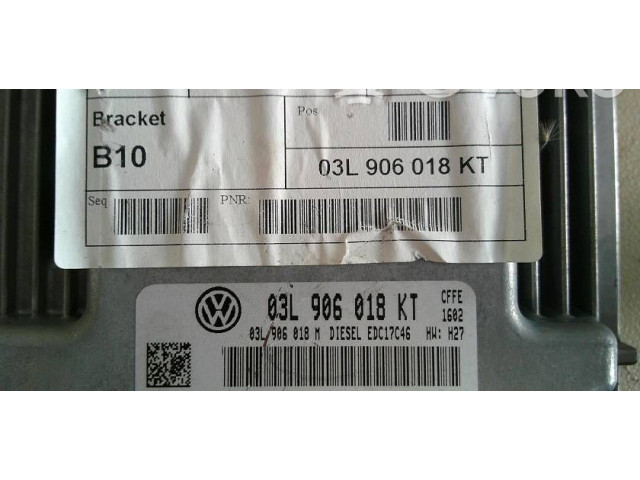 Bracket
B10
Pos
03L 906 018 KT
Seq
PNR:
03L 906 018 KT
CFFE
1602
03L 906 018 M DIESEL EDC17C46 HW: H27